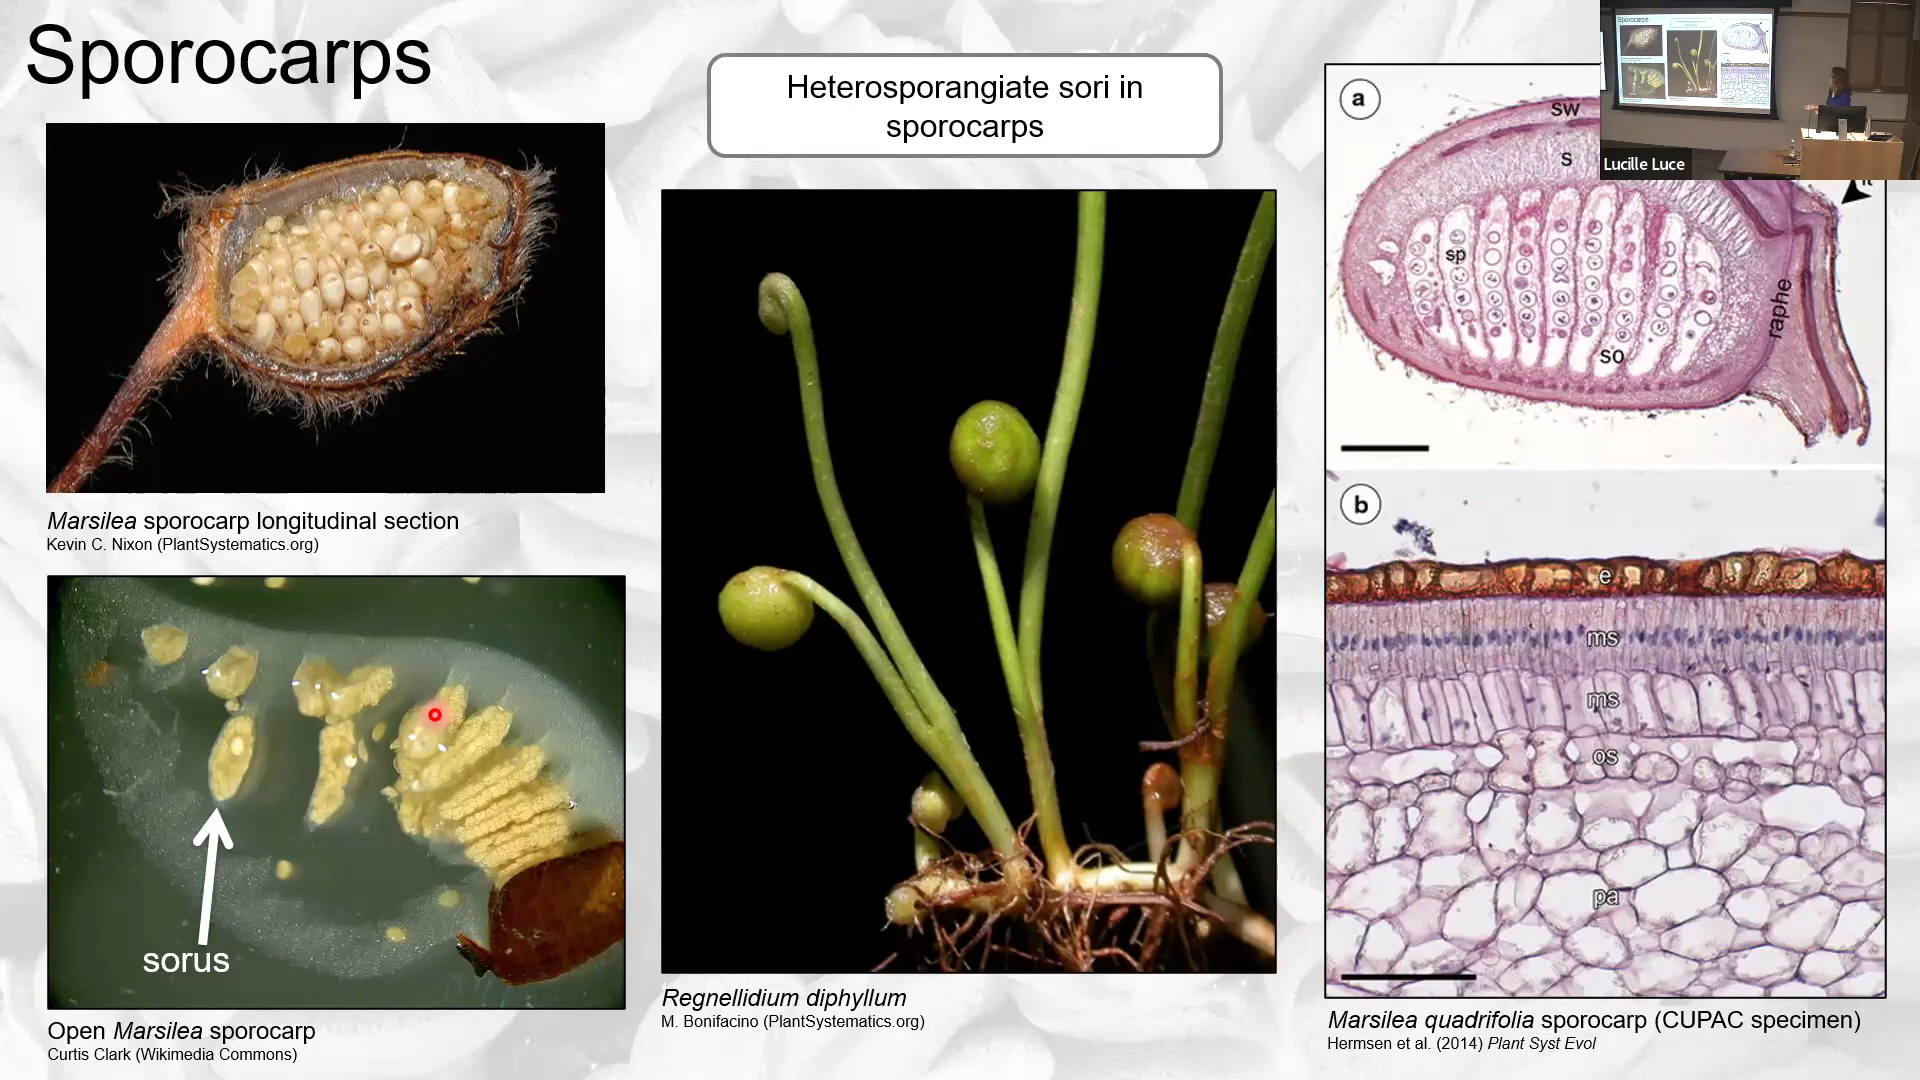 Sporocarps
Heterosporangiate sori in
sporocarps
Marsilea sporocarp longitudinal section
Kevin C. Nixon (PlantSystematics.org)
sorus
Open Marsilea sporocarp
Curtis Clark (Wikimedia Commons)
Regnellidium diphyllum
M. Bonifacino (PlantSystematics.org)
a
sw
s
sp
so
raphe
b
e
ms
ms
os
pa
Marsilea quadrifolia sporocarp (CUPAC specimen)
Hermsen et al. (2014) Plant Syst Evol
Sporocarps
Lucille Luce